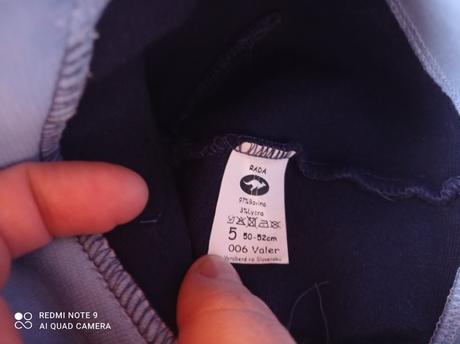 RADA
97%Bavlna
3%Lycra
5 50-52cm
006 Valer
Vyrobené na Slovensku
REDMI NOTE 9
AI QUAD CAMERA